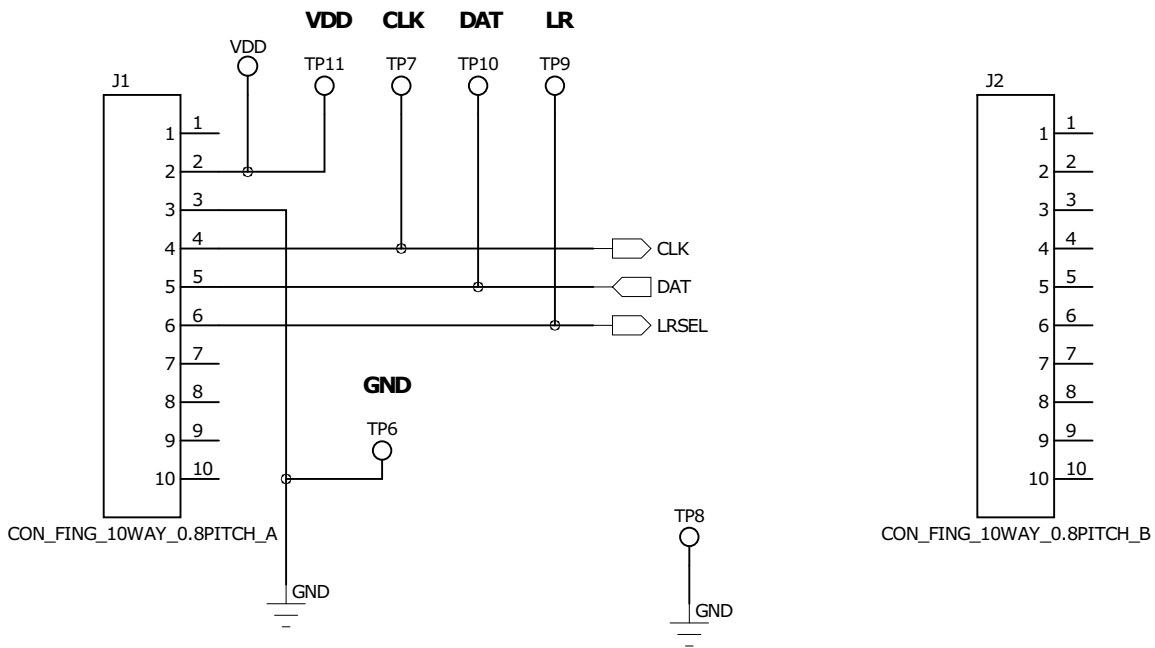 VDD CLK DAT LR
VDD
TP11 TP7 TP10 TP9
J1 J2
1 1
2 2
3 3
4 4
5 5
6 6
7 7
8 8
9 9
10 10
CON_FING_10WAY_0.8PITCH_A
CLK
DAT
LRSEL
GND
TP6
GND
TP8
GND
1 1
2 2
3 3
4 4
5 5
6 6
7 7
8 8
9 9
10 10
CON_FING_10WAY_0.8PITCH_B